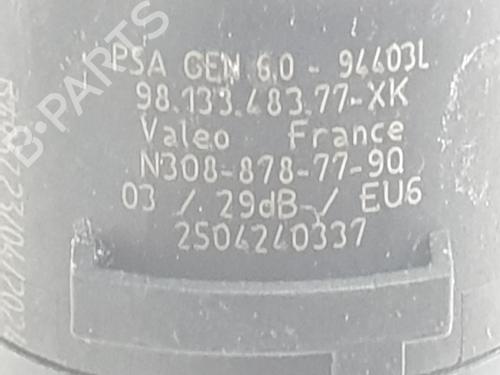 PSA GEN 6.0 - 94403L
98.133.483.77-XK
Valeo France
N308-878-77-9Q
03 / 29dB / EU6
2504240337
B-PARTS